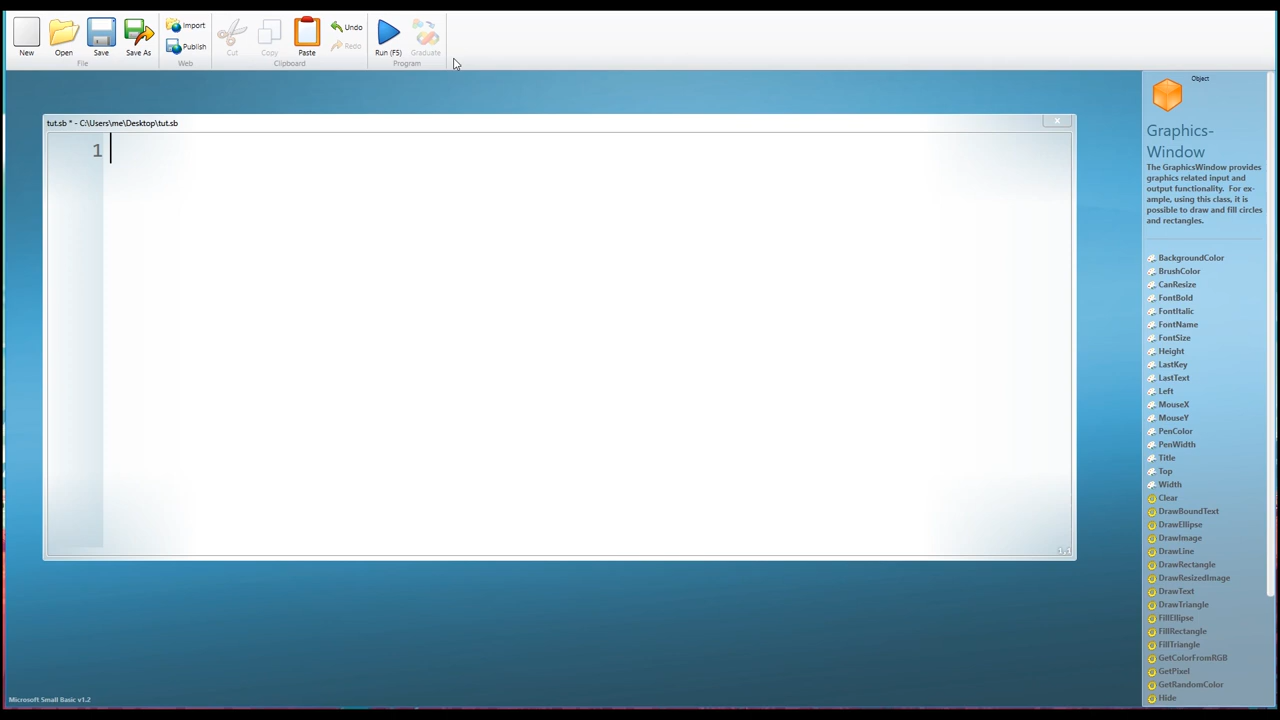 New
Open
Save
Save As
File
Import
Publish
Web
Cut
Copy
Paste
Undo
Redo
Clipboard
Run (F5)
Graduate
Program
tut.sb * - C:\Users\me\Desktop\tut.sb
1
1,1
Object
Graphics-
Window
The GraphicsWindow provides
graphics related input and
output functionality. For ex-
ample, using this class, it is
possible to draw and fill circles
and rectangles.
BackgroundColor
BrushColor
CanResize
FontBold
FontItalic
FontName
FontSize
Height
LastKey
LastText
Left
MouseX
MouseY
PenColor
PenWidth
Title
Top
Width
Clear
DrawBoundText
DrawEllipse
DrawImage
DrawLine
DrawRectangle
DrawResizedImage
DrawText
DrawTriangle
FillEllipse
FillRectangle
FillTriangle
GetColorFromRGB
GetPixel
GetRandomColor
Hide
Microsoft Small Basic v1.2